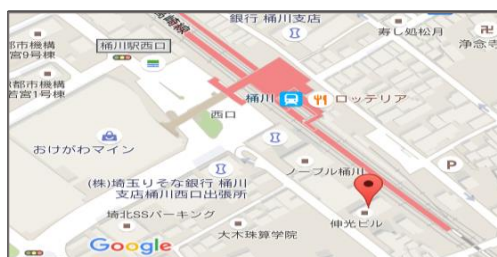 高崎線
銀行 桶川支店
寿し処松月
浄念寺
都市機構
若宮9号棟
桶川駅西口
都市機構
若宮1号棟
桶川
ロッテリア
西口
おけがわマイン
ノーブル桶川
P
(株)埼玉りそな銀行 桶川
支店桶川西口出張所
埼北SSパーキング
伸光ビル
大木珠算学院
Google